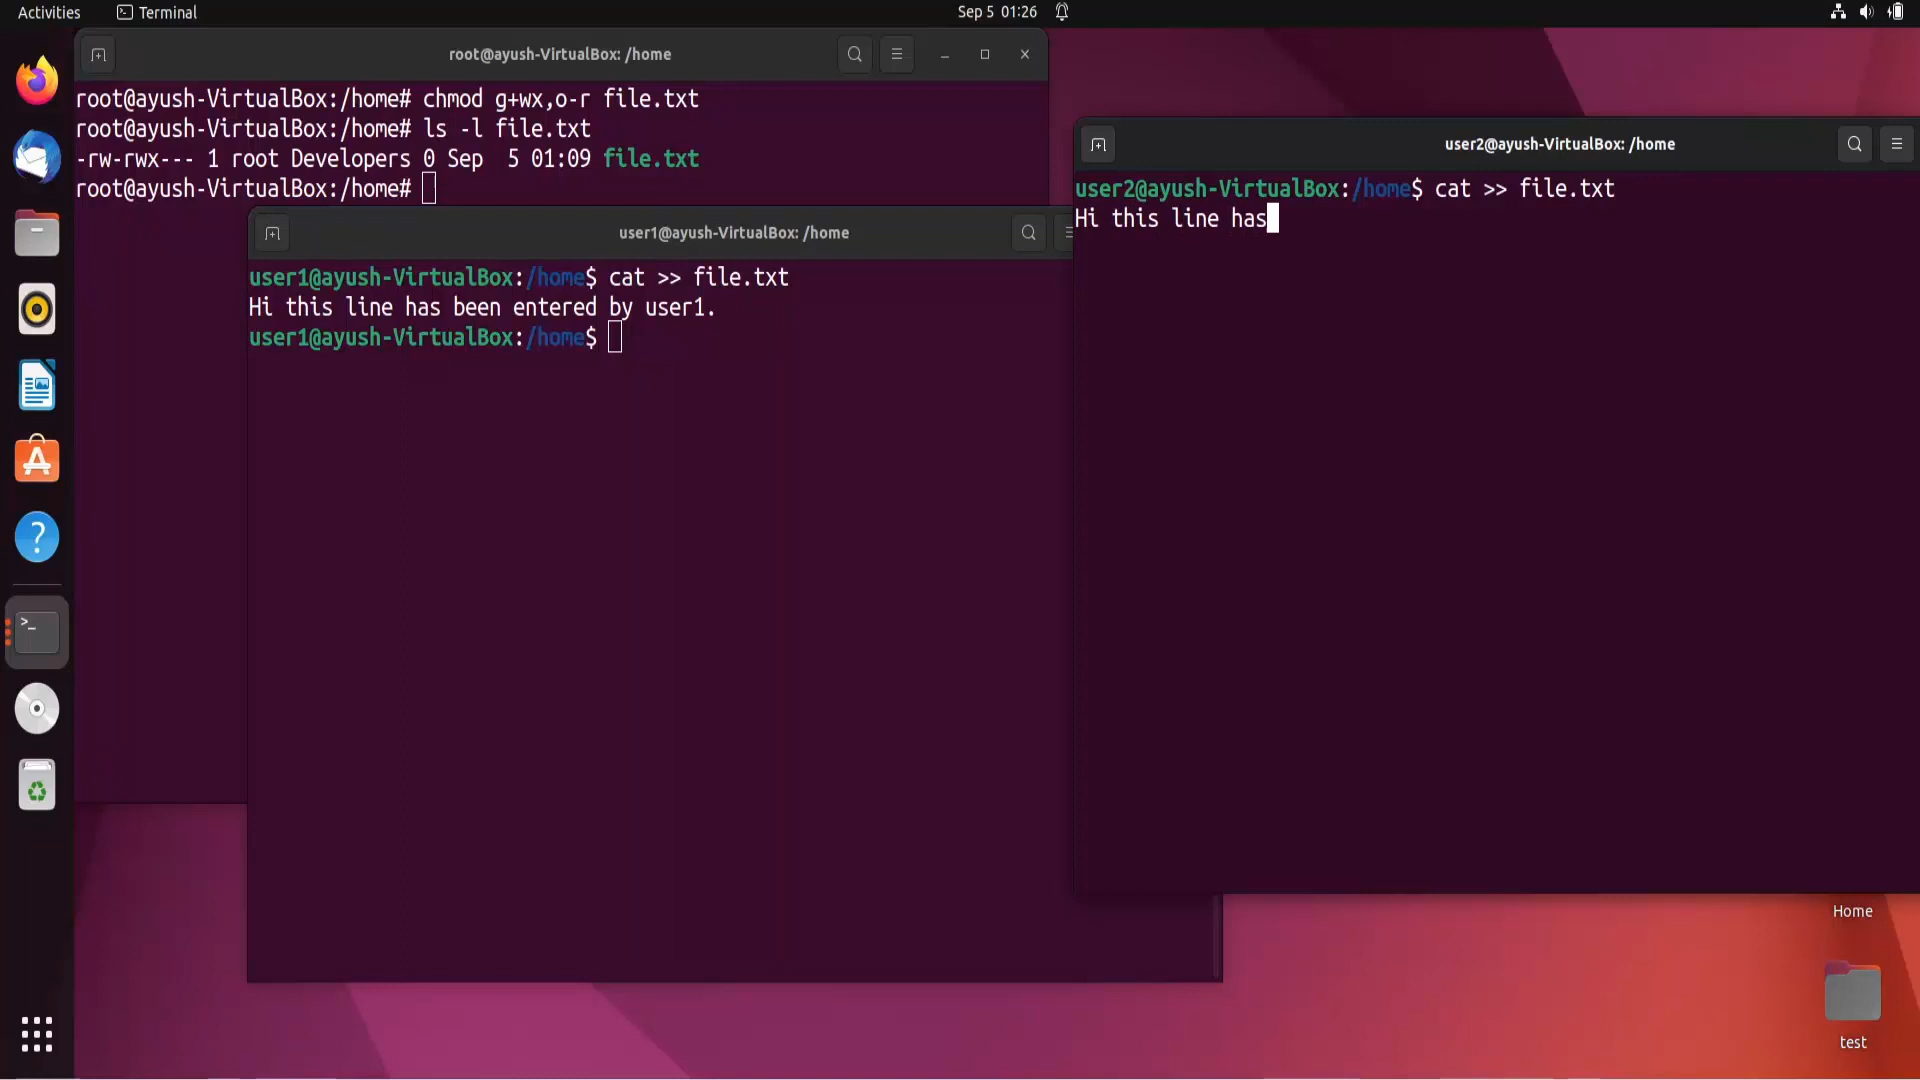 Activities
Terminal
Sep 5 01:26
root@ayush-VirtualBox: /home
root@ayush-VirtualBox:/home# chmod g+wx,o-r file.txt
root@ayush-VirtualBox:/home# ls -l file.txt
-rw-rwx--- 1 root Developers 0 Sep  5 01:09 file.txt
root@ayush-VirtualBox:/home#
user1@ayush-VirtualBox: /home
user1@ayush-VirtualBox:/home$ cat >> file.txt
Hi this line has been entered by user1.
user1@ayush-VirtualBox:/home$
user2@ayush-VirtualBox: /home
user2@ayush-VirtualBox:/home$ cat >> file.txt
Hi this line has
Home
test